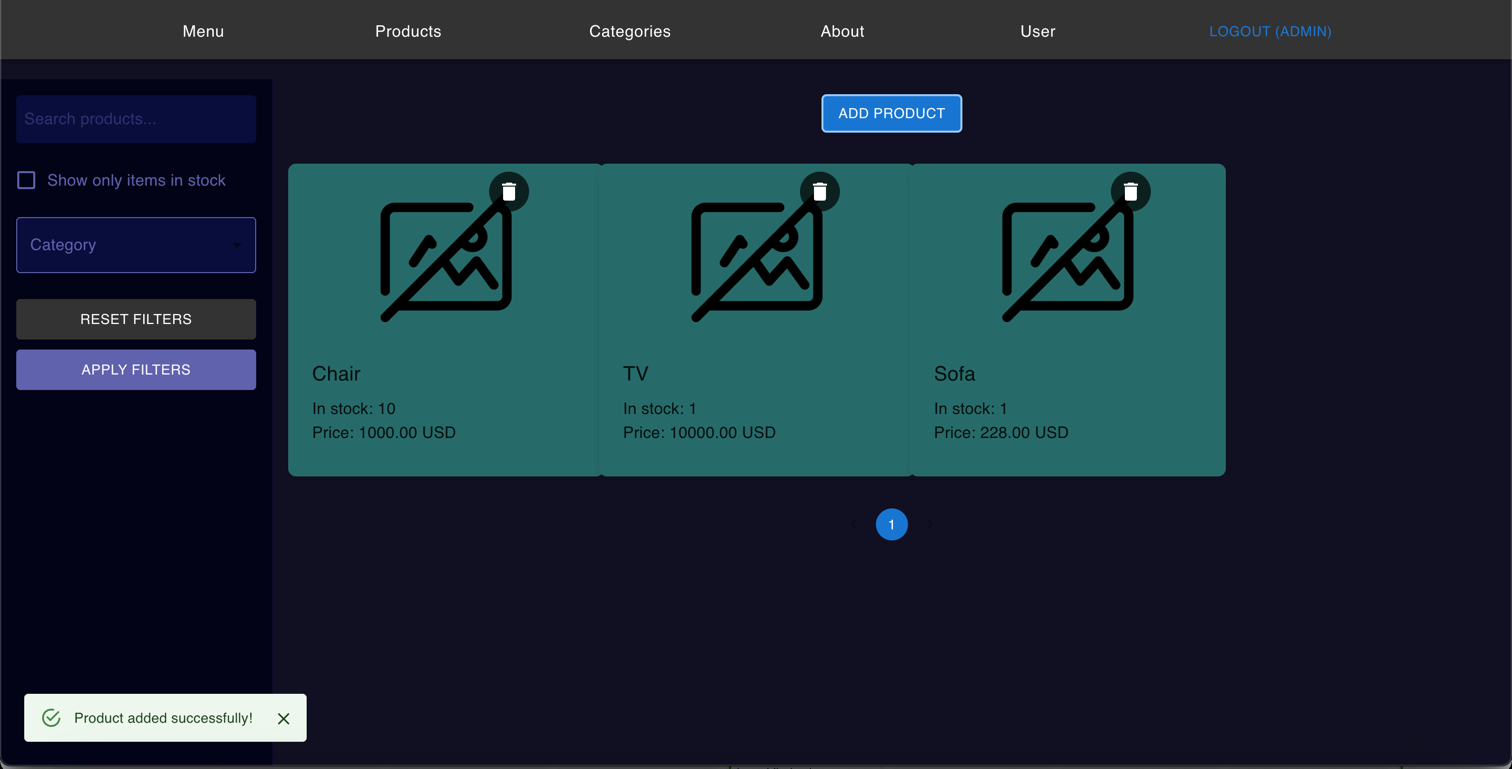 Menu
Products
Categories
About
User
LOGOUT (ADMIN)
Search products...
Show only items in stock
Category
RESET FILTERS
APPLY FILTERS
ADD PRODUCT
Chair
In stock: 10
Price: 1000.00 USD
TV
In stock: 1
Price: 10000.00 USD
Sofa
In stock: 1
Price: 228.00 USD
1
Product added successfully!